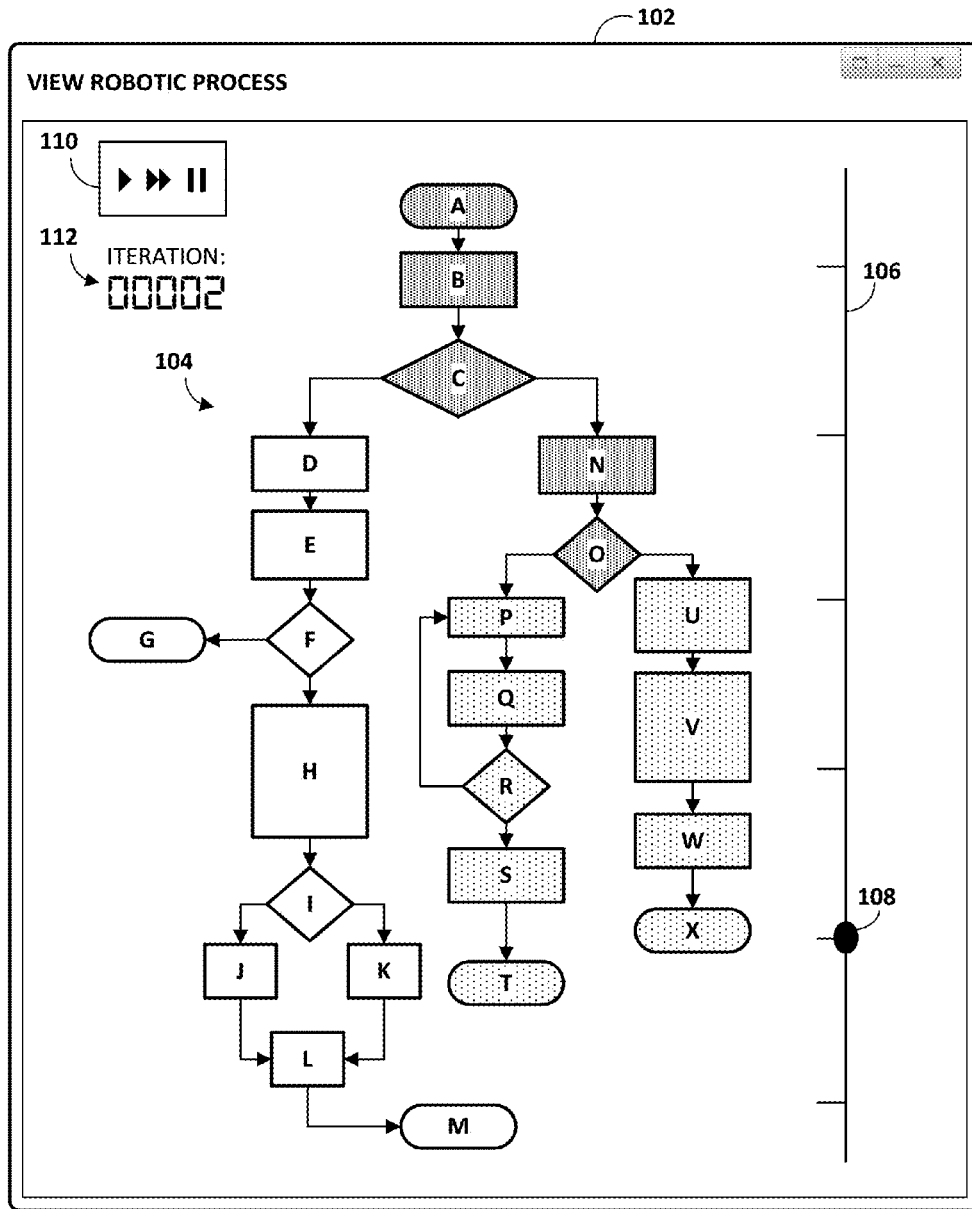 102
VIEW ROBOTIC PROCESS
110
112
ITERATION:
00002
104
106
108
A
B
C
D
N
E
O
U
P
G
F
Q
V
H
R
W
S
I
X
J
K
T
L
M